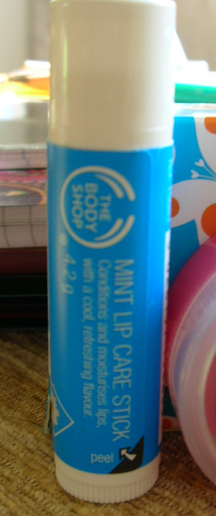 THE
BODY
SHOP
℮ 4.2 g
MINT LIP CARE STICK
Conditions and moisturises lips,
with a cool, refreshing flavour.
peel